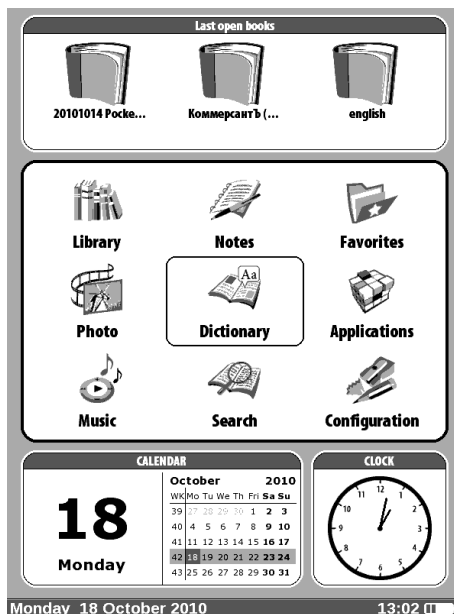 Last open books
20101014 Pocke...
КоммерсантЪ (...
english
Library
Notes
Favorites
Photo
Aa
Dictionary
Applications
Music
Search
Configuration
CALENDAR
18
Monday
October 2010
WK Mo Tu We Th Fri Sa Su
39 27 28 29 30 1 2 3
40 4 5 6 7 8 9 10
41 11 12 13 14 15 16 17
42 18 19 20 21 22 23 24
43 25 26 27 28 29 30 31
CLOCK
12
1
2
3
4
5
6
7
8
9
10
11
Monday 18 October 2010 13:02